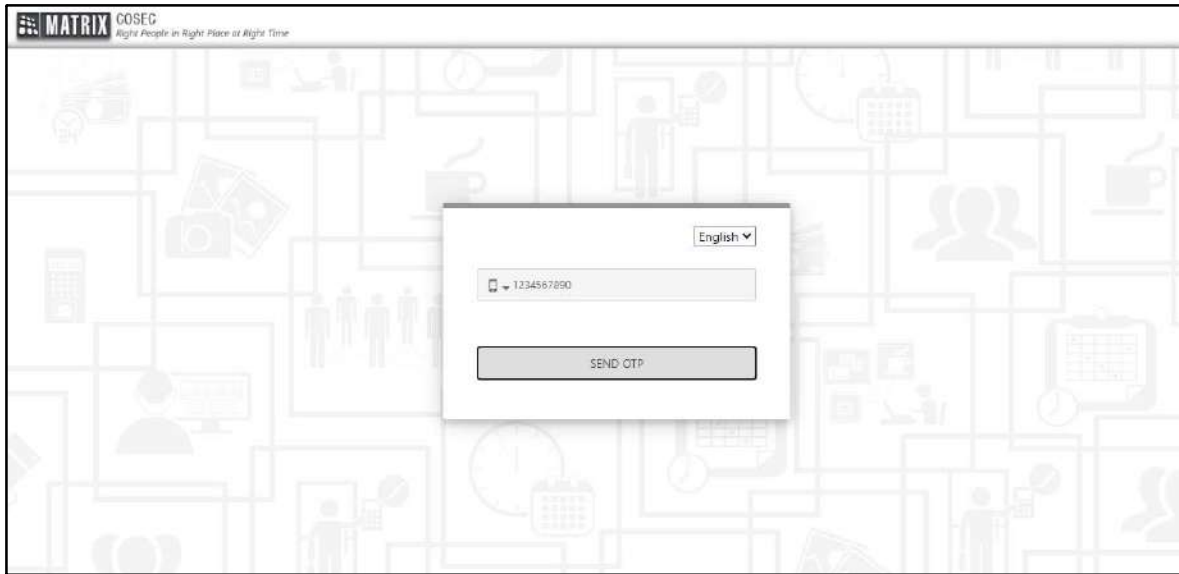 MATRIX COSEC
Right People in Right Place at Right Time
English
1234567890
SEND OTP